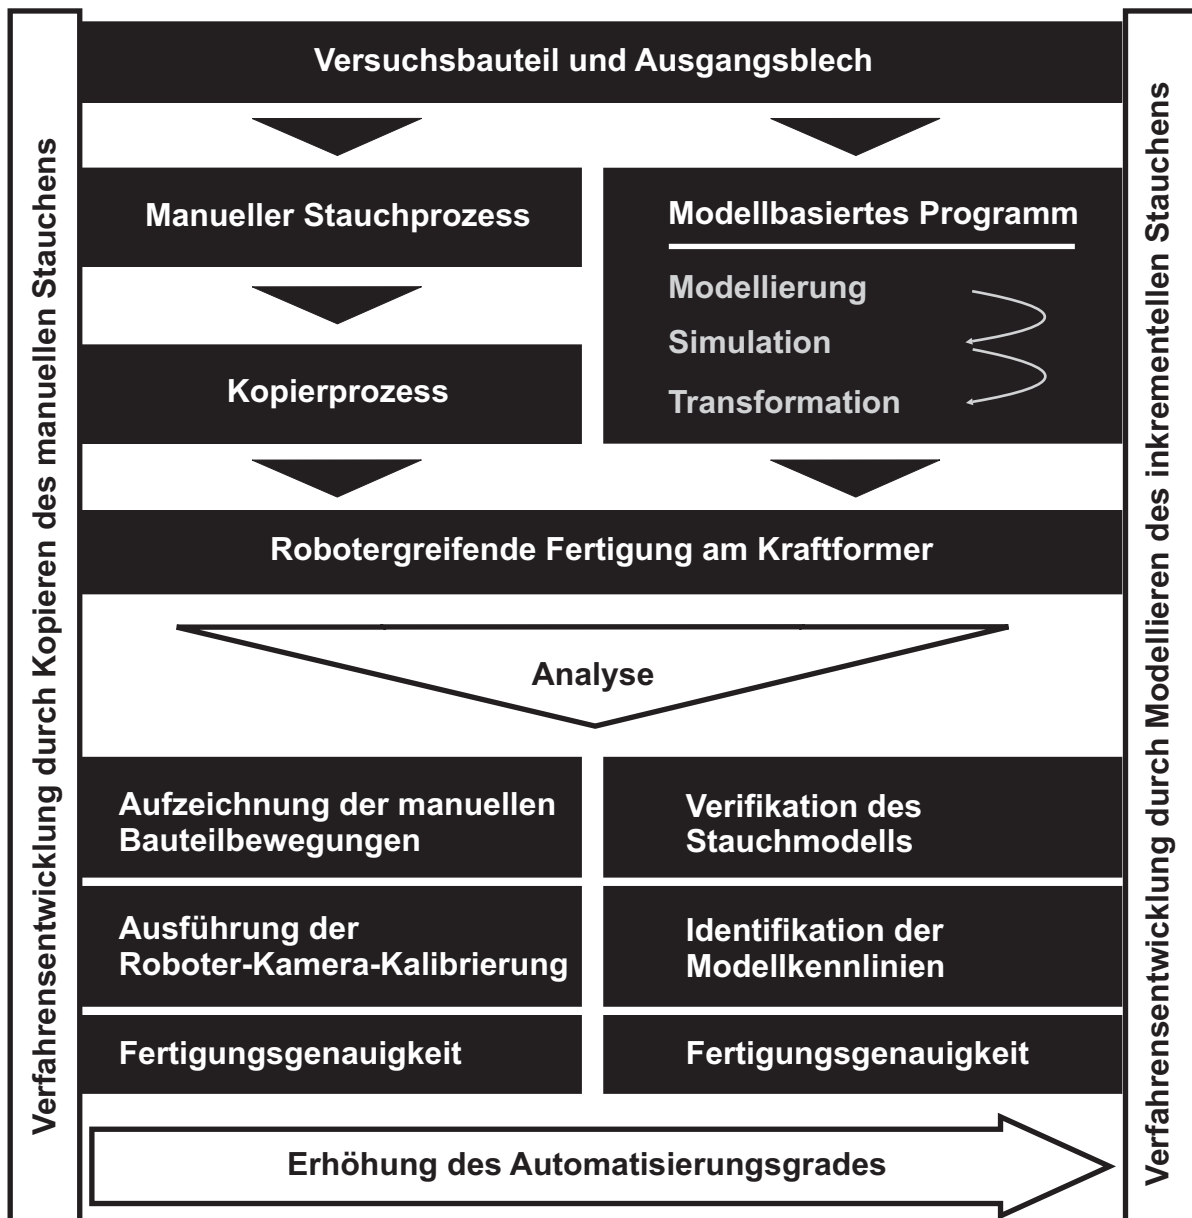 Verfahrensentwicklung durch Kopieren des manuellen Stauchens
Versuchsbauteil und Ausgangsblech
Manueller Stauchprozess
Kopierprozess
Modellbasiertes Programm
Modellierung
Simulation
Transformation
Robotergreifende Fertigung am Kraftformer
Analyse
Aufzeichnung der manuellen
Bauteilbewegungen
Ausführung der
Roboter-Kamera-Kalibrierung
Fertigungsgenauigkeit
Verifikation des
Stauchmodells
Identifikation der
Modellkennlinien
Fertigungsgenauigkeit
Erhöhung des Automatisierungsgrades
Verfahrensentwicklung durch Modellieren des inkrementellen Stauchens